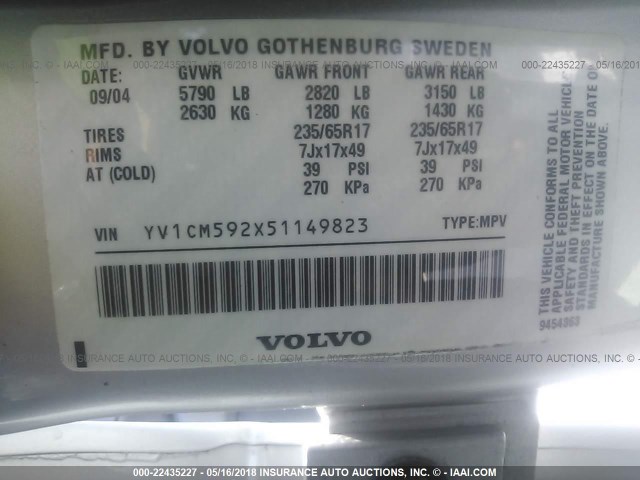 MFD. BY VOLVO GOTHENBURG SWEDEN
DATE: GVWR GAWR FRONT GAWR REAR
09/04 5790 LB 2820 LB 3150 LB
2630 KG 1280 KG 1430 KG
TIRES 235/65R17 235/65R17
RIMS 7Jx17x49 7Jx17x49
AT (COLD) 39 PSI 39 PSI
270 KPa 270 KPa
VIN YV1CM592X51149823 TYPE:MPV
VOLVO
THIS VEHICLE CONFORMS TO ALL
APPLICABLE FEDERAL MOTOR VEHICLE
SAFETY AND THEFT PREVENTION
STANDARDS IN EFFECT ON THE DATE OF
9454363
000-22435227 - 05/16/2018 INSURANCE AUCTO AUCTIONS, INC. © - IAAI.COM